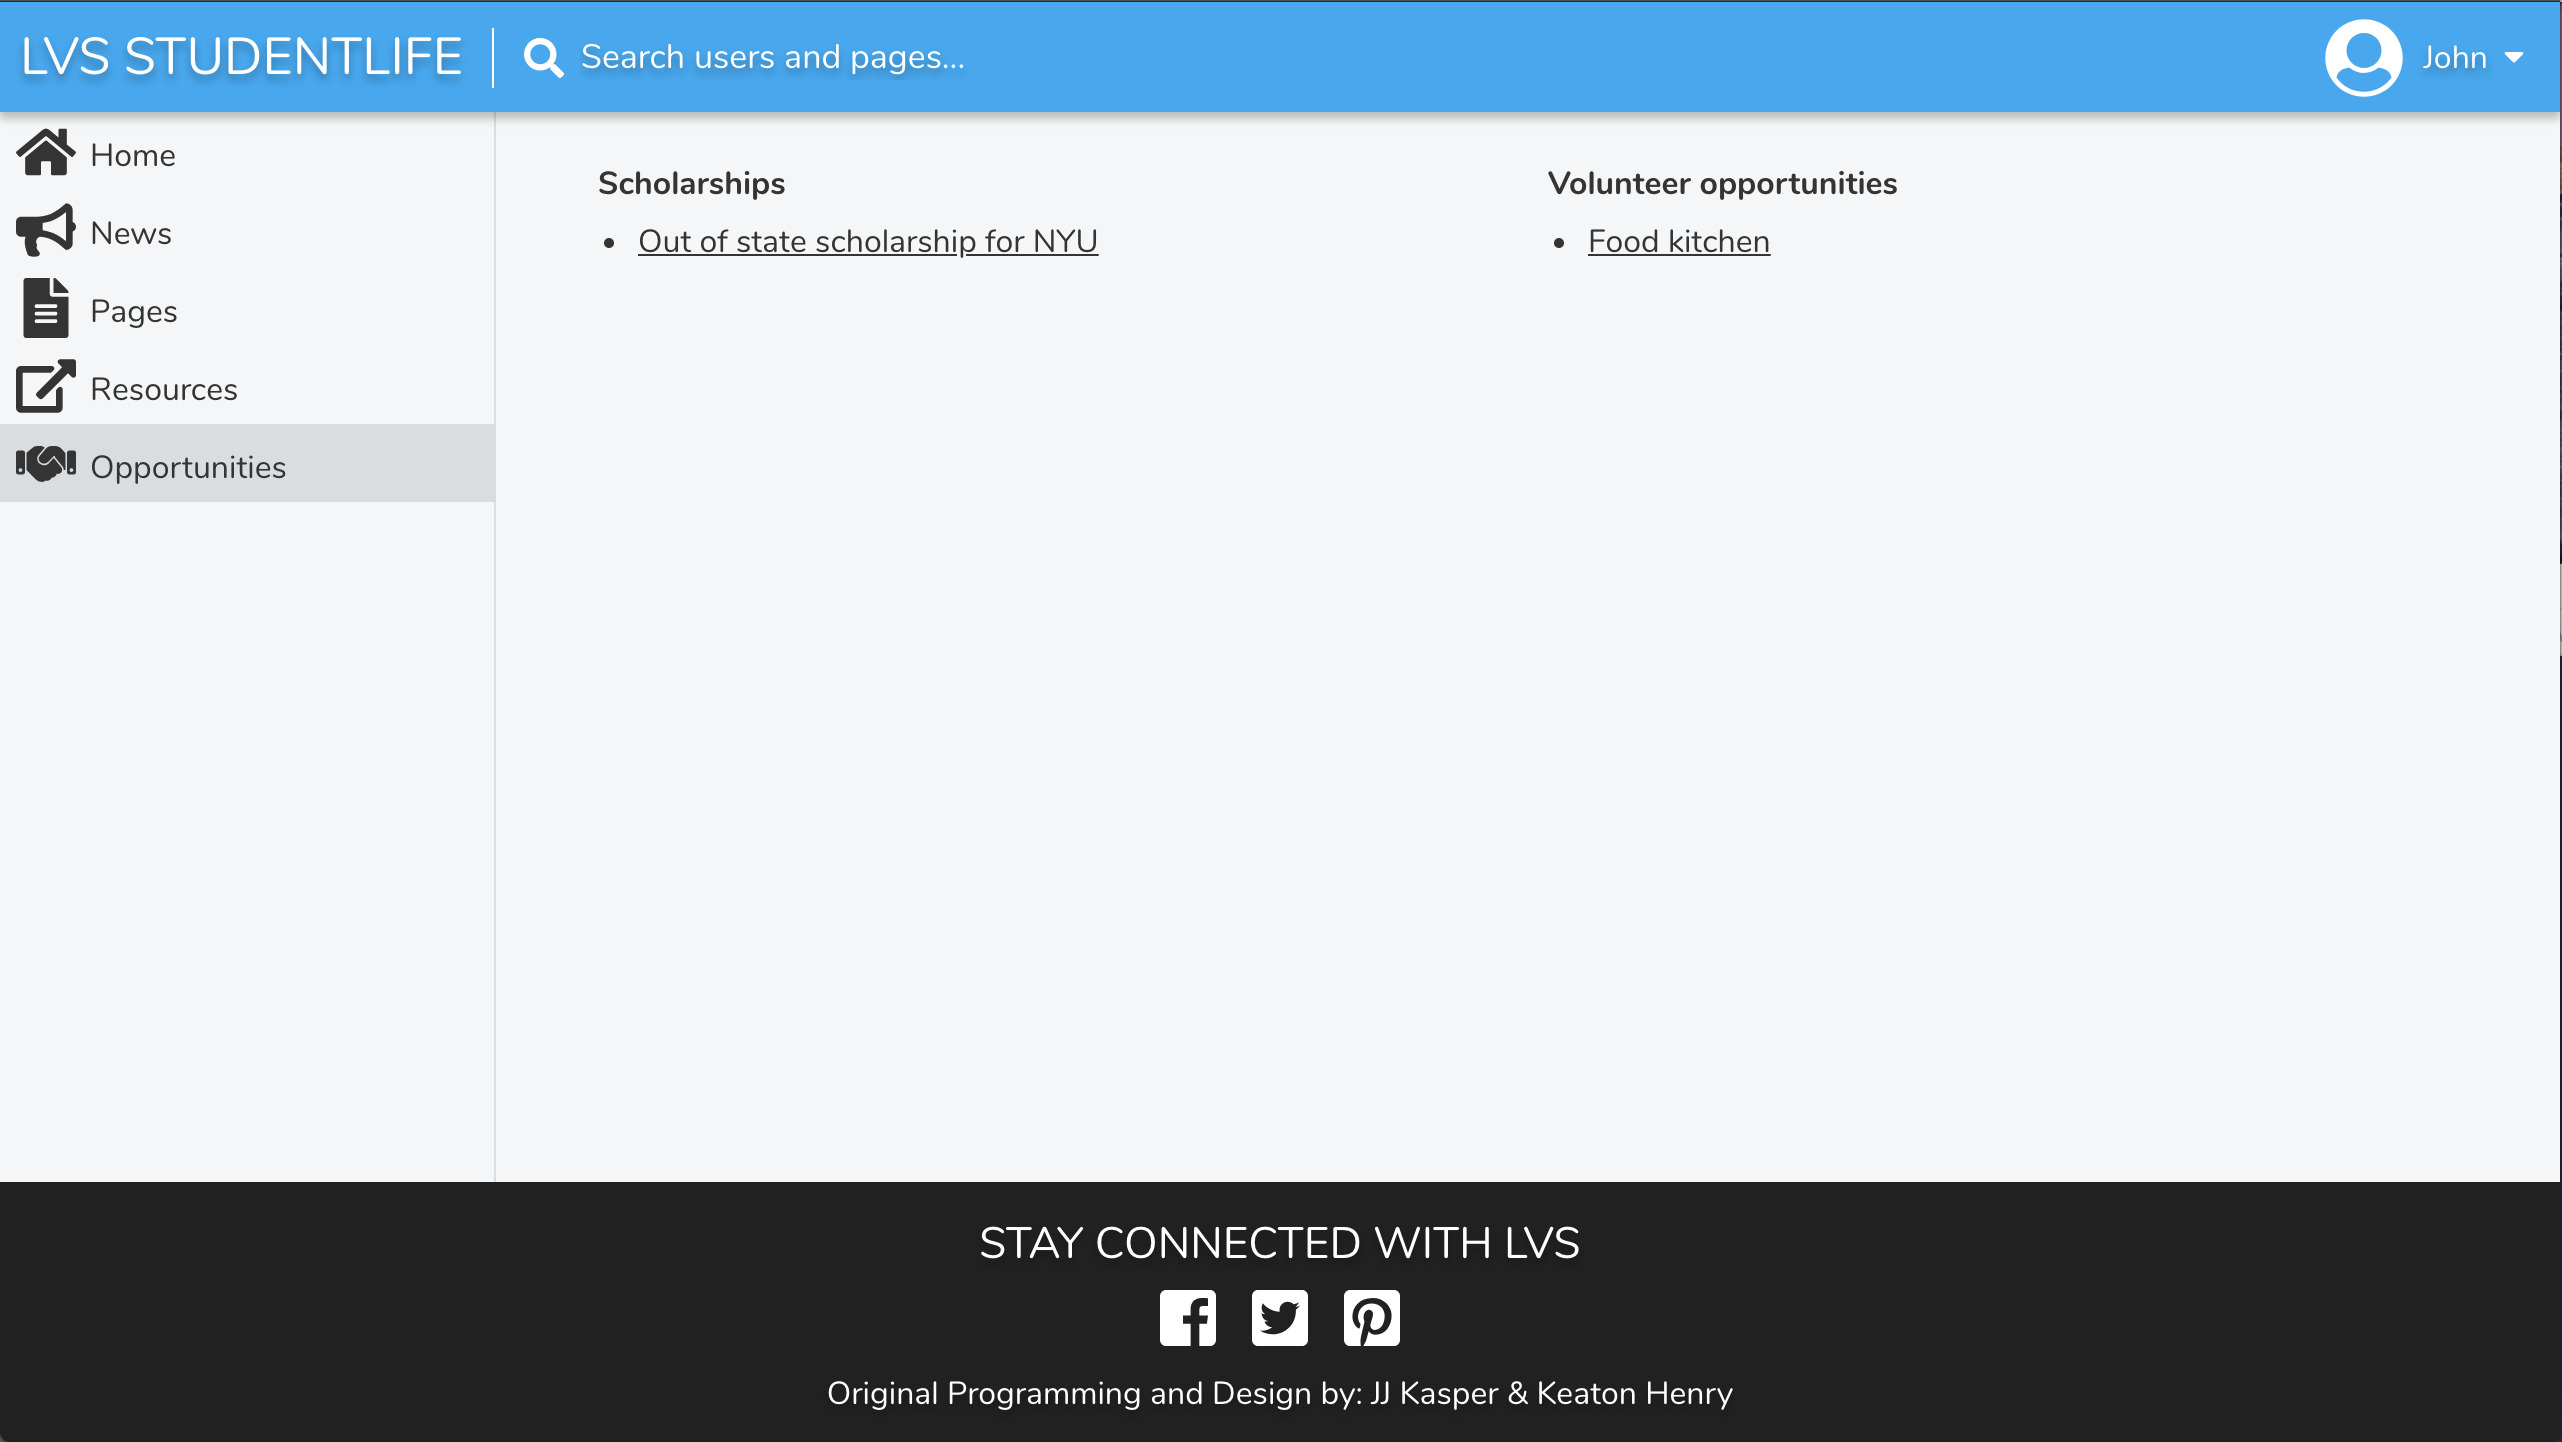 LVS STUDENTLIFE
Search users and pages...
John
Home
News
Pages
Resources
Opportunities
Scholarships
Out of state scholarship for NYU
Volunteer opportunities
Food kitchen
STAY CONNECTED WITH LVS
Original Programming and Design by: JJ Kasper & Keaton Henry